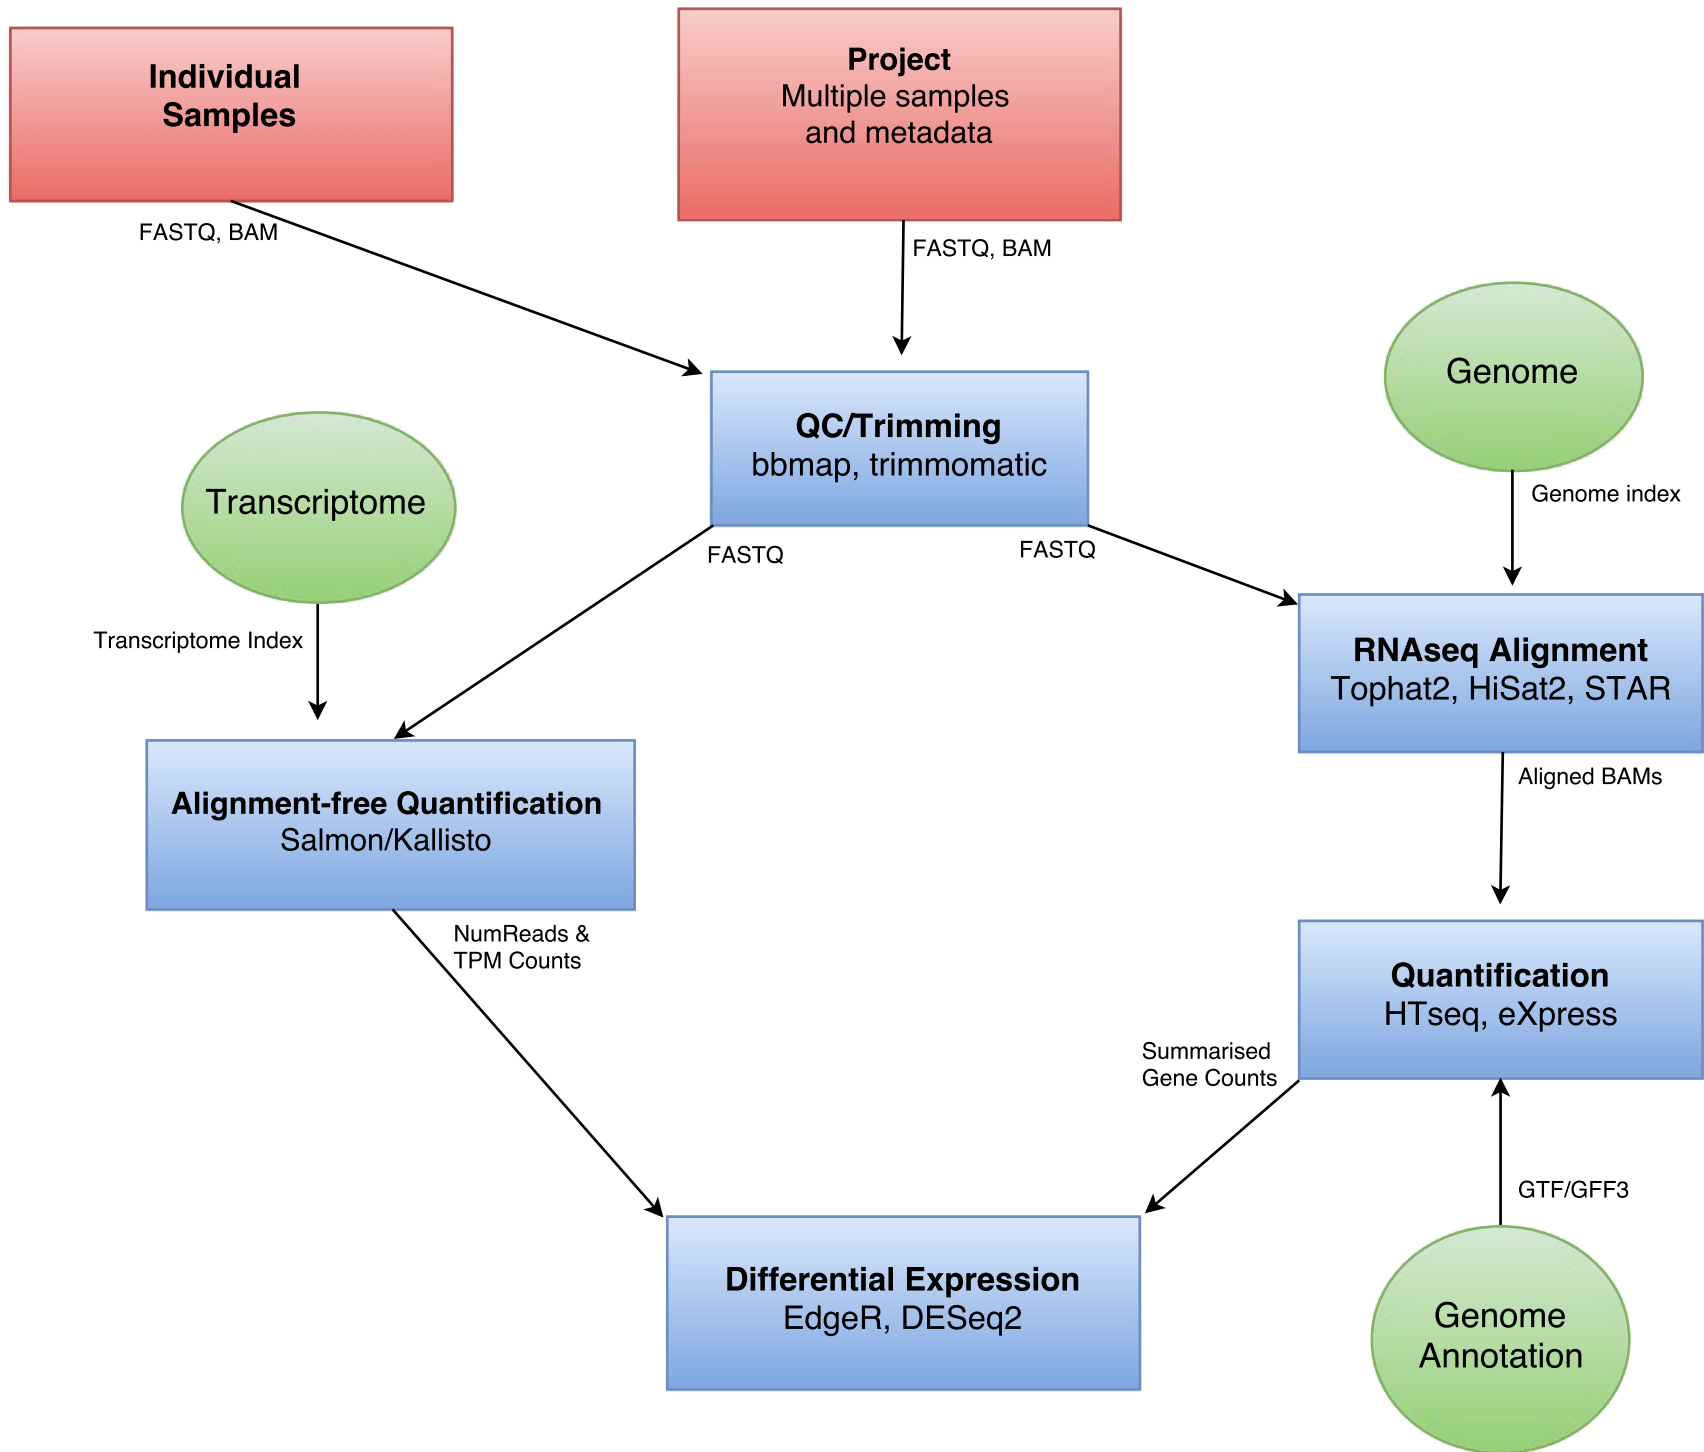 Individual
Samples
Project
Multiple samples
and metadata
FASTQ, BAM
FASTQ, BAM
Genome
QC/Trimming
bbmap, trimmomatic
Transcriptome
Genome index
FASTQ
FASTQ
Transcriptome Index
RNAseq Alignment
Tophat2, HiSat2, STAR
Aligned BAMs
Alignment-free Quantification
Salmon/Kallisto
NumReads &
TPM Counts
Quantification
HTseq, eXpress
Summarised
Gene Counts
GTF/GFF3
Differential Expression
EdgeR, DESeq2
Genome
Annotation